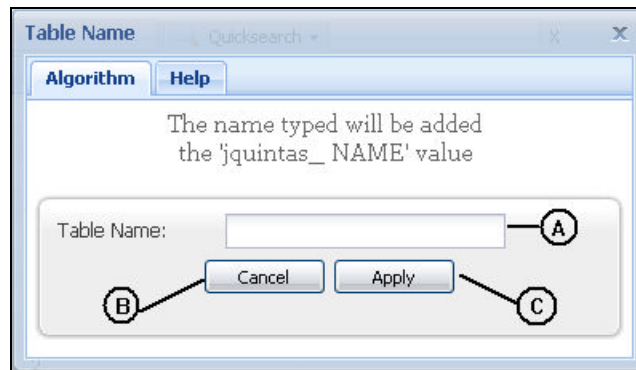 Table Name
Quicksearch
x
x
Algorithm
Help
The name typed will be added
the 'jquintas_ NAME' value
Table Name:
A
Cancel
Apply
B
C